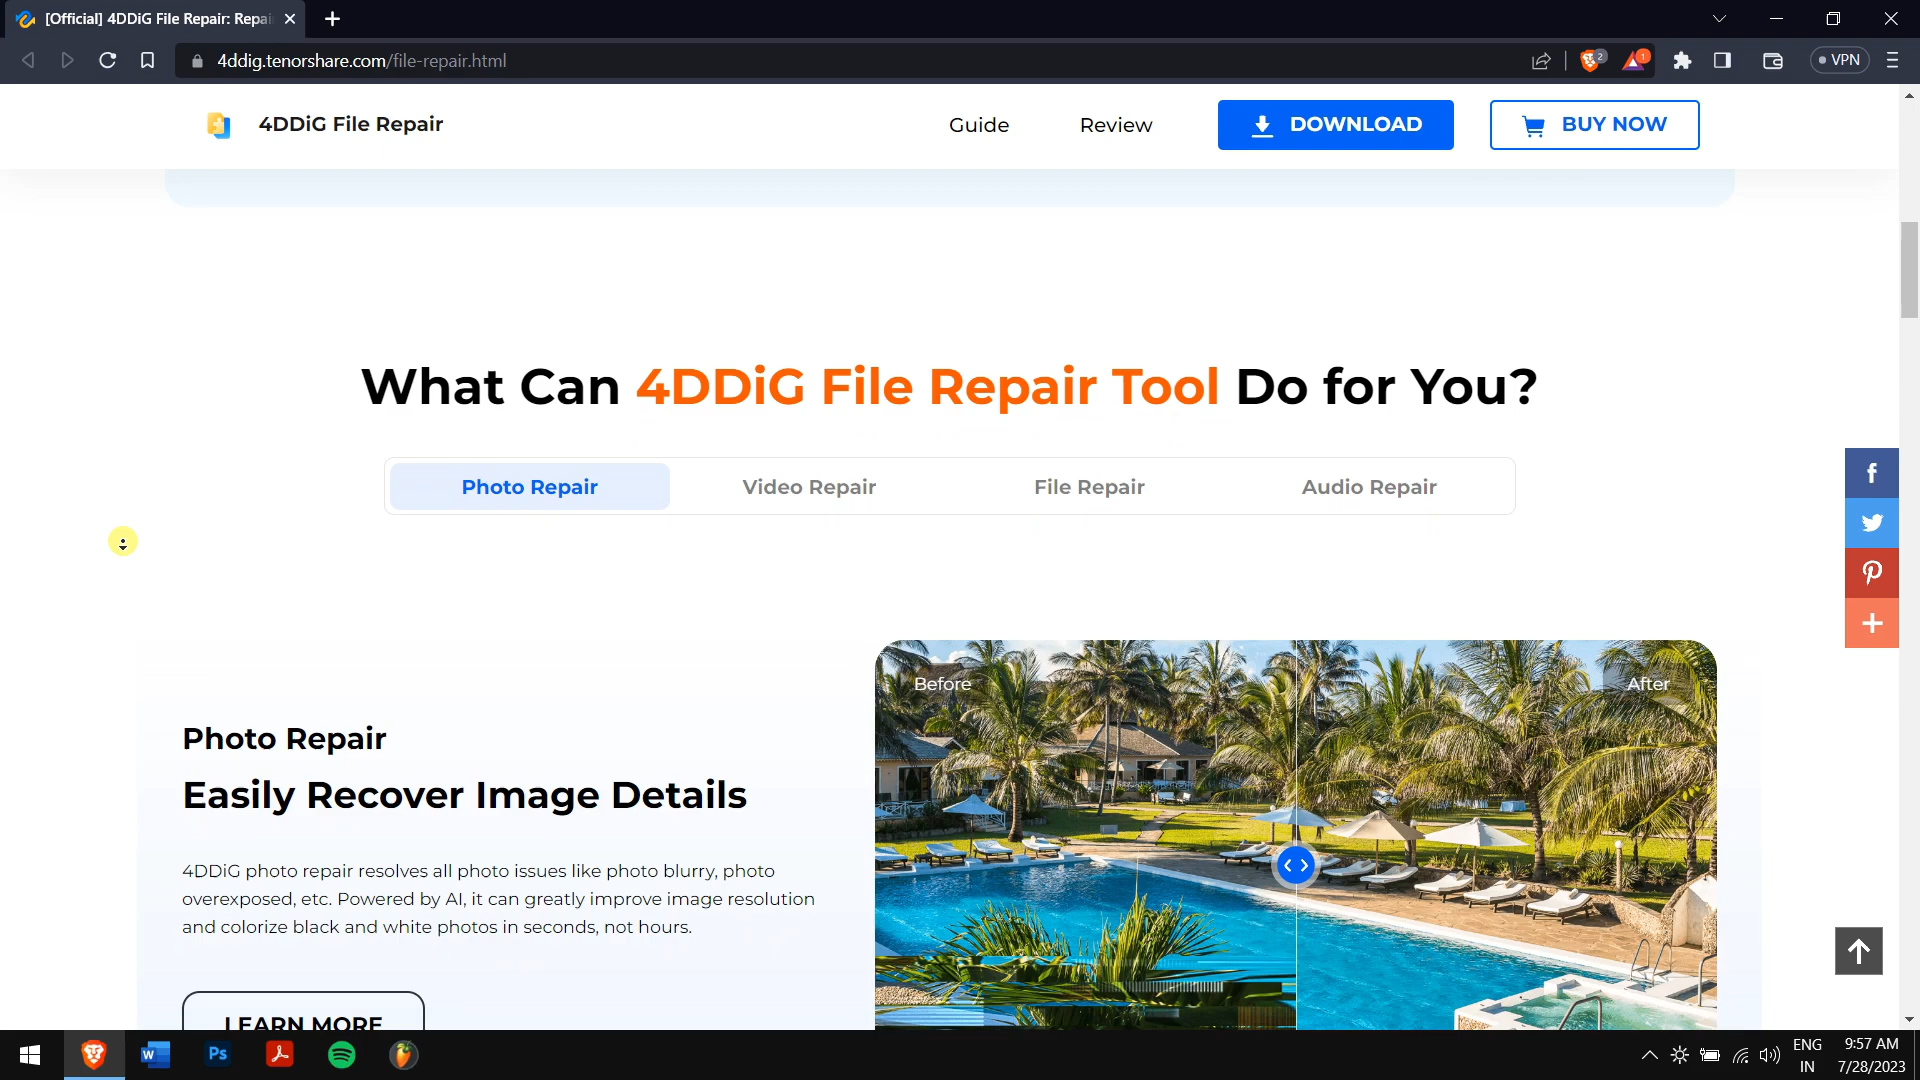 [Official] 4DDiG File Repair: Repai
4ddig.tenorshare.com/file-repair.html
2
1
VPN
4DDiG File Repair
Guide
Review
DOWNLOAD
BUY NOW
What Can 4DDiG File Repair Tool Do for You?
Photo Repair
Video Repair
File Repair
Audio Repair
Before
After
Photo Repair
Easily Recover Image Details
4DDiG photo repair resolves all photo issues like photo blurry, photo
overexposed, etc. Powered by AI, it can greatly improve image resolution
and colorize black and white photos in seconds, not hours.
LEARN MORE
W
Ps
ENG
IN
9:57 AM
7/28/2023